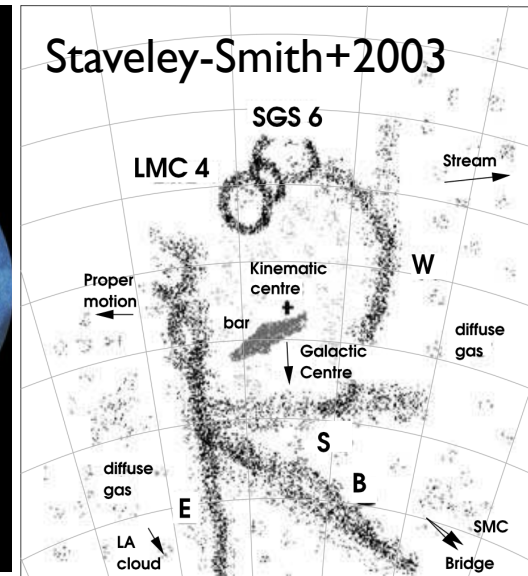 Staveley-Smith+2003
SGS 6
LMC 4
Stream
W
Kinematic
centre
Proper
motion
bar
diffuse
gas
Galactic
Centre
S
B
diffuse
gas
E
SMC
LA
cloud
Bridge